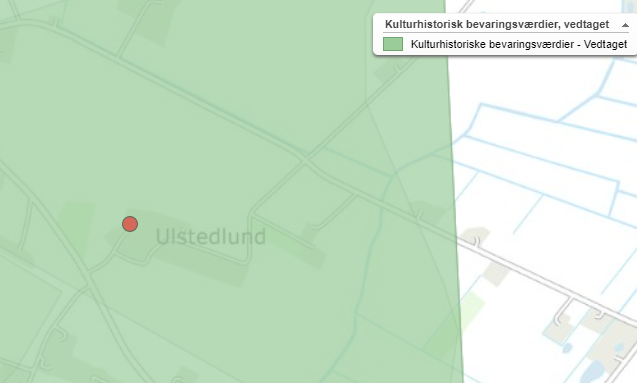 Kulturhistorisk bevaringsværdier, vedtaget
Kulturhistoriske bevaringsværdier - Vedtaget
Ulstedlund